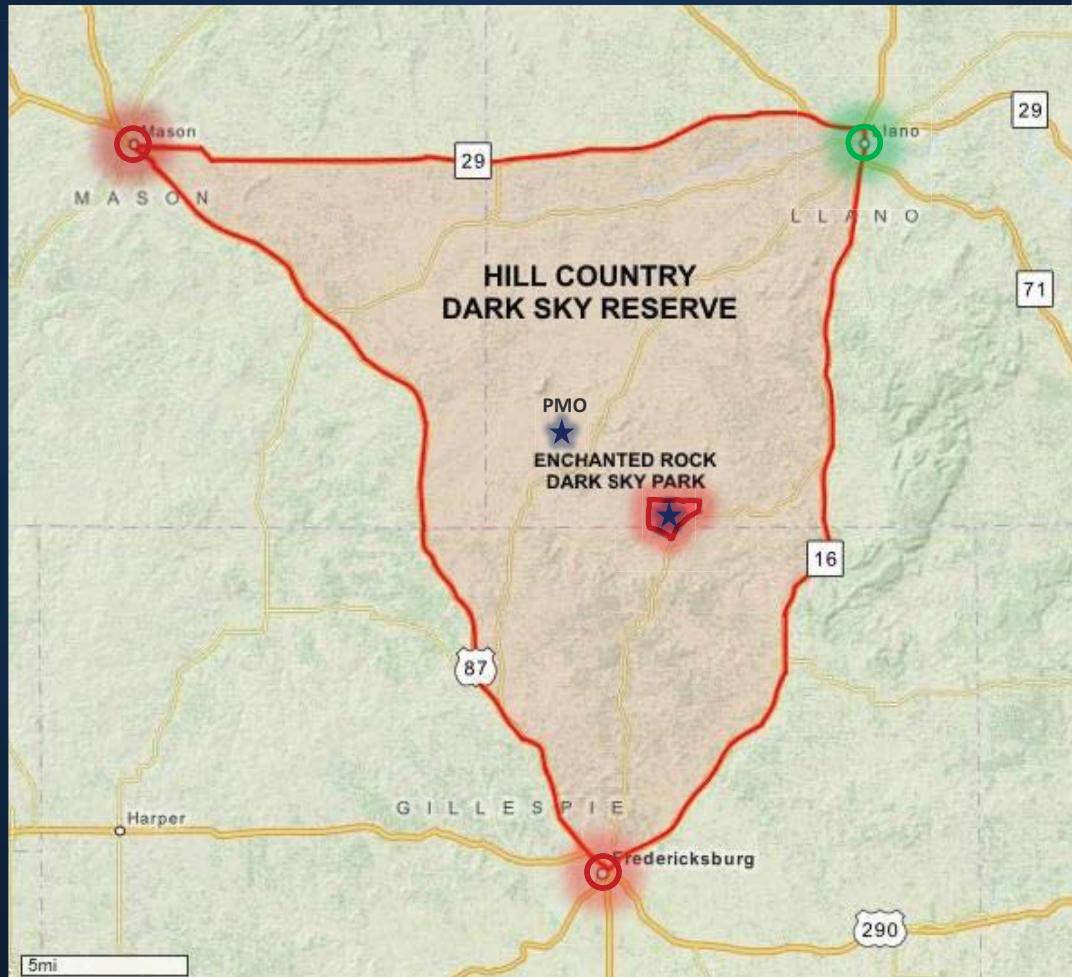 Mason
29
Llano
29
MASON
LLANO
HILL COUNTRY
DARK SKY RESERVE
71
PMO
ENCHANTED ROCK
DARK SKY PARK
16
87
GILLESPIE
Harper
Fredericksburg
290
5mi